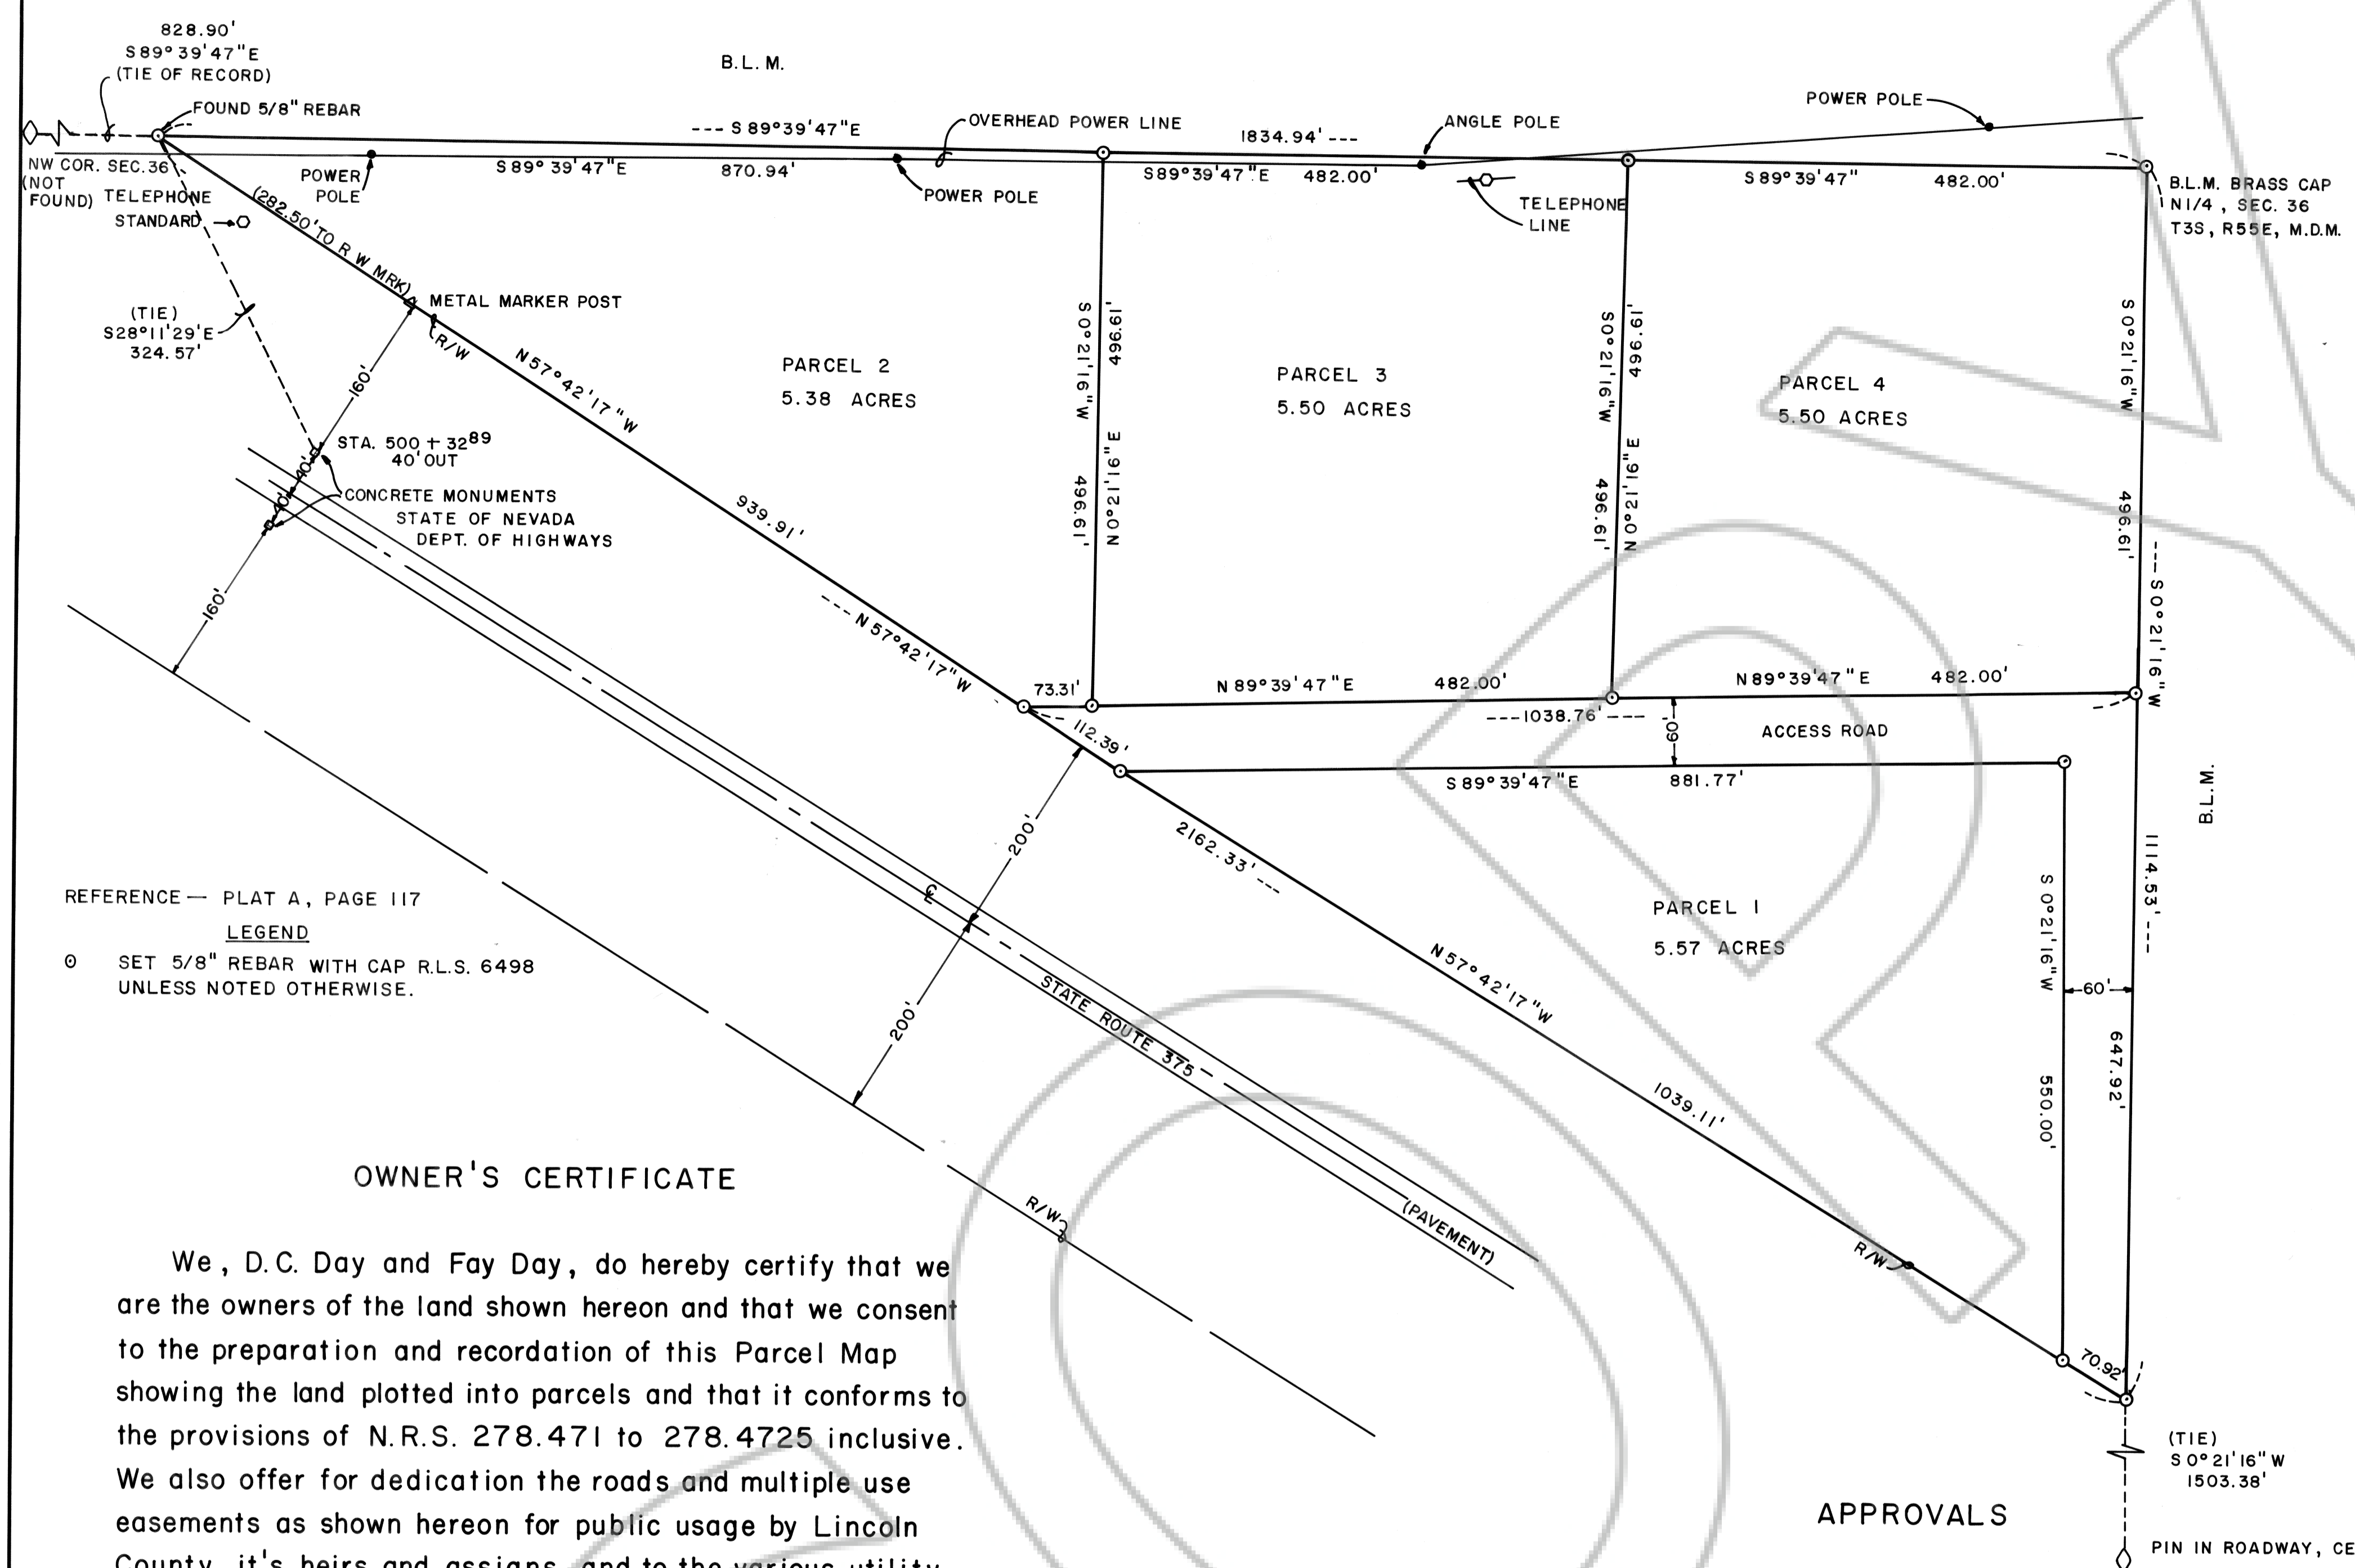 828.90'
S89°39'47"E
(TIE OF RECORD)
B.L.M.
FOUND 5/8" REBAR
--- S89°39'47"E
OVERHEAD POWER LINE
1834.94' ---
ANGLE POLE
POWER POLE
NW COR. SEC.36
(NOT
FOUND)
TELEPHONE
STANDARD
POWER
POLE
S89°39'47"E
870.94'
POWER POLE
S89°39'47"E
482.00'
TELEPHONE
LINE
S89°39'47"
482.00'
B.L.M. BRASS CAP
N1/4, SEC. 36
T3S, R55E, M.D.M.
(282.50' TO R W MRK)
METAL MARKER POST
R/W
(TIE)
S28°11'29'E
324.57'
160'
N57°42'17"W
PARCEL 2
5.38 ACRES
S0°21'16"W
496.61'
N0°21'16"E
496.61'
PARCEL 3
5.50 ACRES
S0°21'16"W
496.61'
N0°21'16"E
496.61'
PARCEL 4
5.50 ACRES
S0°21'16"W
496.61'
STA. 500+32⁸⁹
40' OUT
40'
40'
CONCRETE MONUMENTS
STATE OF NEVADA
DEPT. OF HIGHWAYS
160'
939.91'
--- N57°42'17"W
73.31'
N89°39'47"E
482.00'
N89°39'47"E
482.00'
---- S0°21'16"W
---1038.76'---
60'
ACCESS ROAD
112.39'
S89°39'47"E
881.77'
B.L.M.
200'
2162.33' ---
1114.53' ---
REFERENCE— PLAT A, PAGE 117
LEGEND
⊙ SET 5/8" REBAR WITH CAP R.L.S. 6498
UNLESS NOTED OTHERWISE.
℄
PARCEL 1
5.57 ACRES
S0°21'16"W
550.00'
60'
647.92'
N57°42'17"W
200'
STATE ROUTE 375
1039.11'
(PAVEMENT)
R/W
R/W
70.92'
(TIE)
S0°21'16"W
1503.38'
OWNER'S CERTIFICATE
We, D.C. Day and Fay Day, do hereby certify that we
are the owners of the land shown hereon and that we consent
to the preparation and recordation of this Parcel Map
showing the land plotted into parcels and that it conforms to
the provisions of N.R.S. 278.471 to 278.4725 inclusive.
We also offer for dedication the roads and multiple use
easements as shown hereon for public usage by Lincoln
County, it's heirs and assigns, and to the various utility
APPROVALS
PIN IN ROADWAY, CE